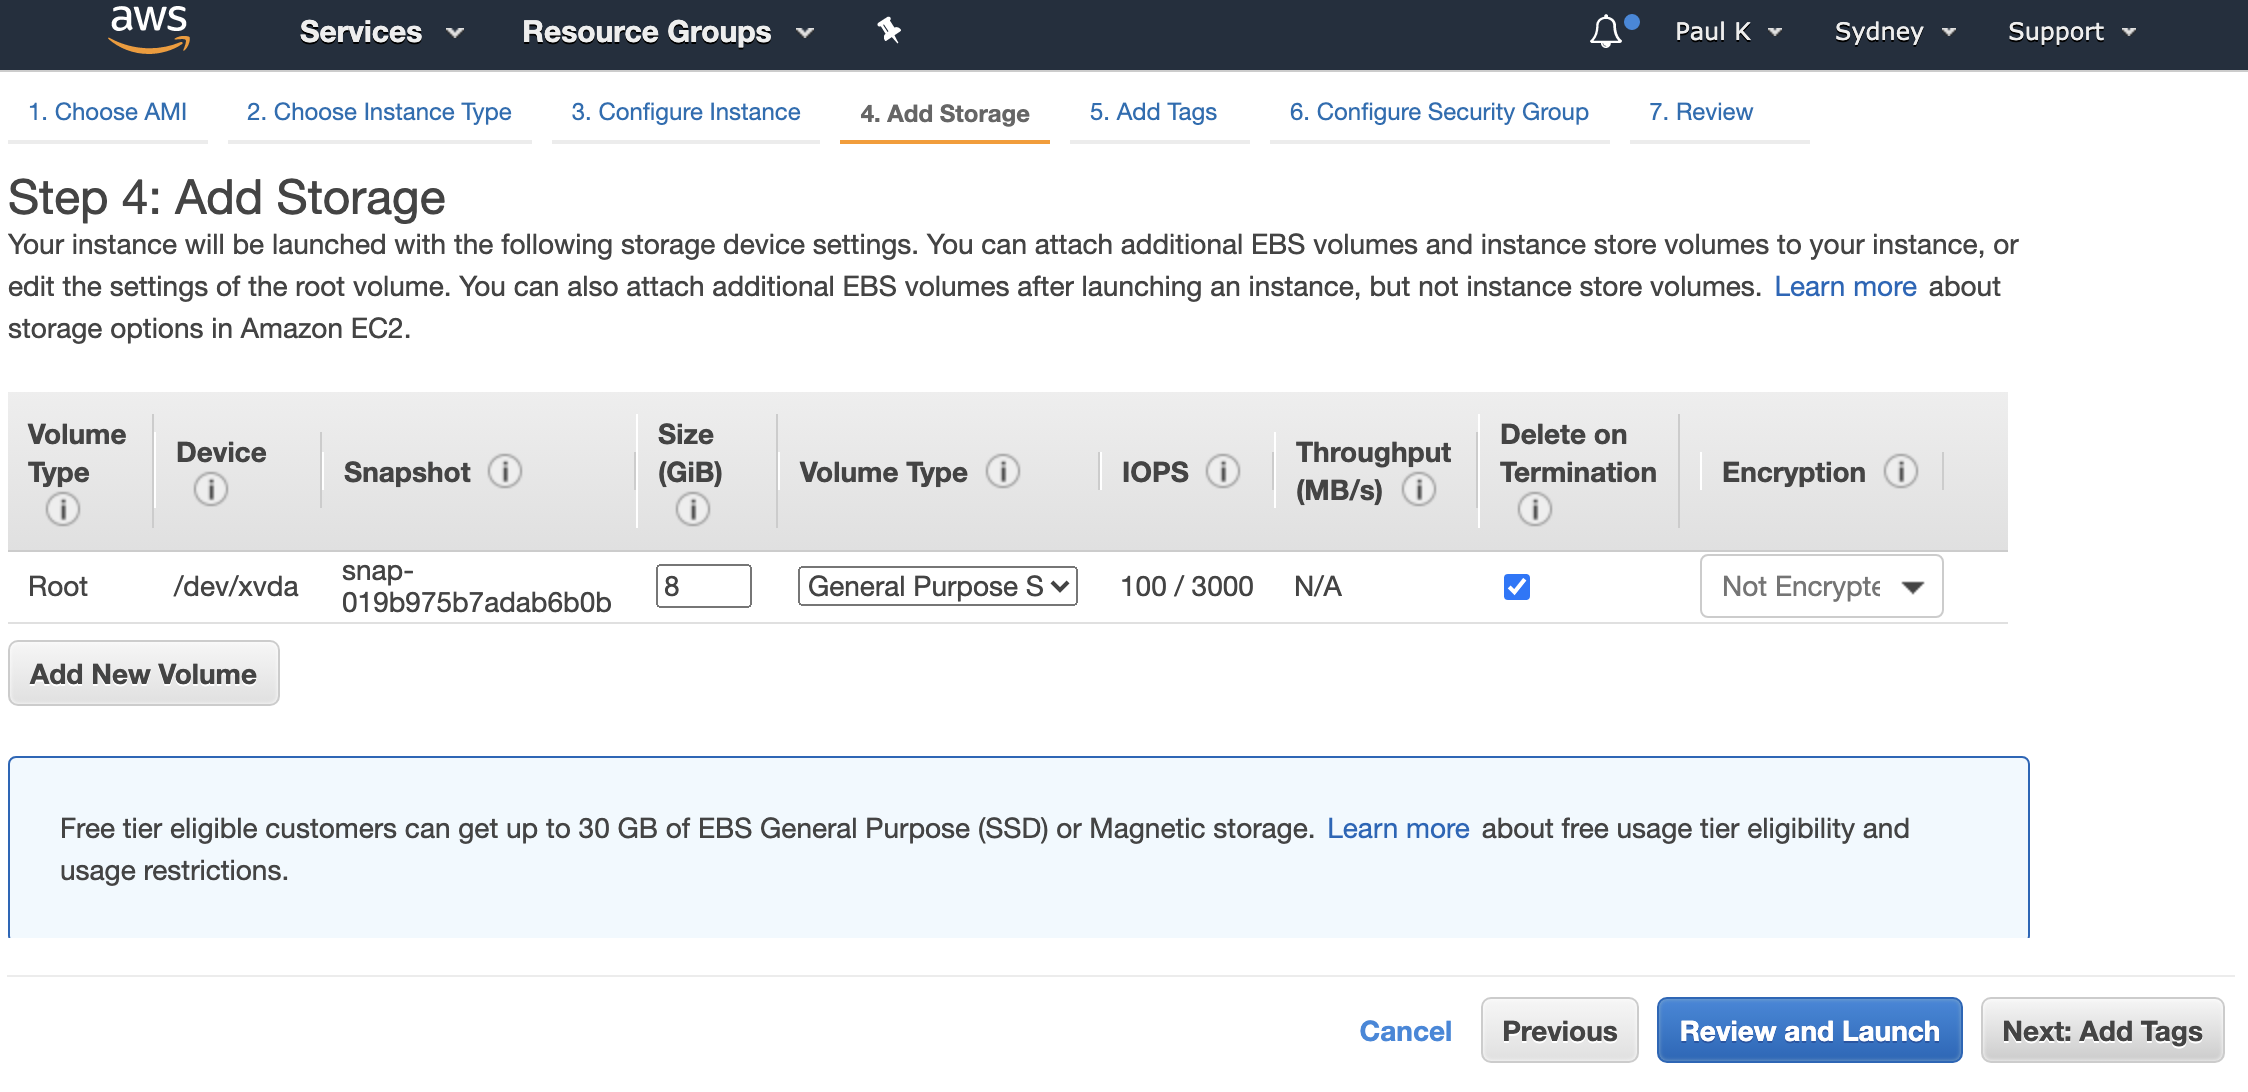 aws
Services
Resource Groups
Paul K
Sydney
Support
1. Choose AMI
2. Choose Instance Type
3. Configure Instance
4. Add Storage
5. Add Tags
6. Configure Security Group
7. Review
Step 4: Add Storage
Your instance will be launched with the following storage device settings. You can attach additional EBS volumes and instance store volumes to your instance, or
edit the settings of the root volume. You can also attach additional EBS volumes after launching an instance, but not instance store volumes. Learn more about
storage options in Amazon EC2.
Volume
Type
i
Device
i
Snapshot i
Size
(GiB)
i
Volume Type i
IOPS i
Throughput
(MB/s) i
Delete on
Termination
i
Encryption i
Root
/dev/xvda
snap-
019b975b7adab6b0b
8
General Purpose S
100 / 3000
N/A
Not Encrypte
Add New Volume
Free tier eligible customers can get up to 30 GB of EBS General Purpose (SSD) or Magnetic storage. Learn more about free usage tier eligibility and
usage restrictions.
Cancel
Previous
Review and Launch
Next: Add Tags